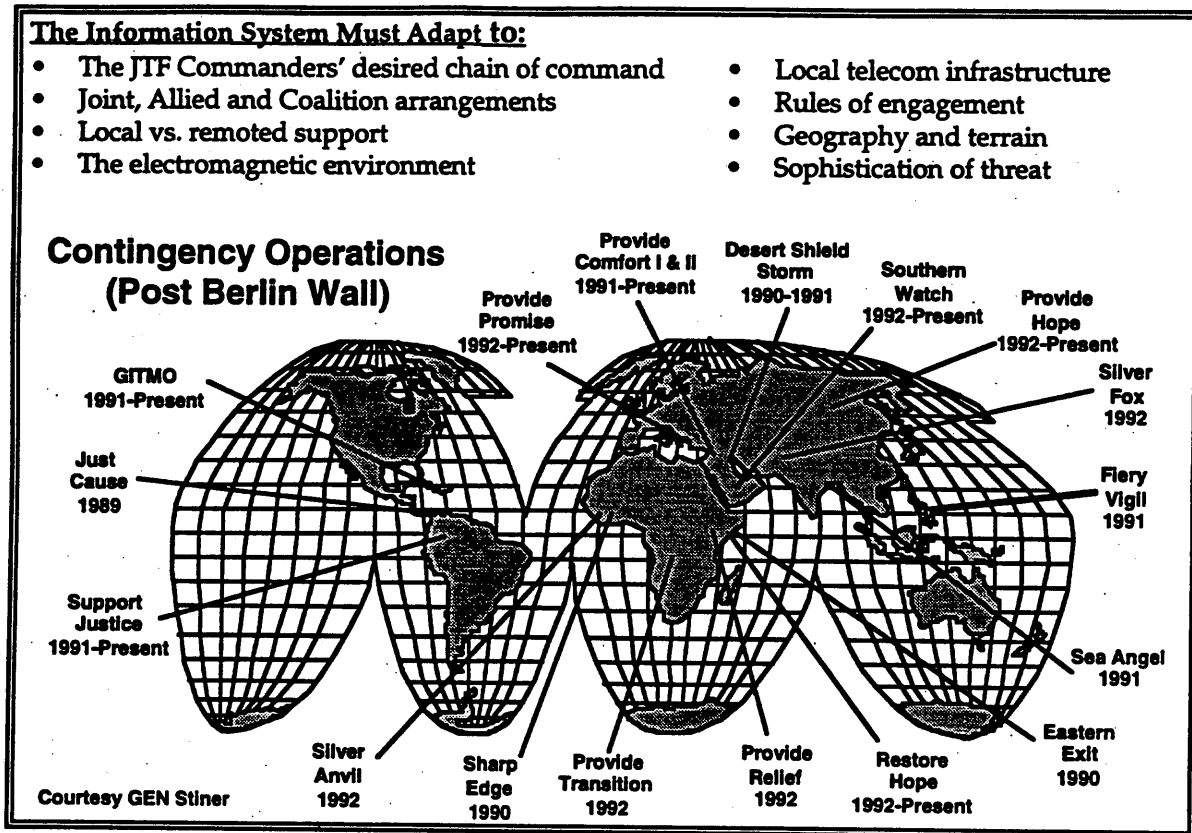 The Information System Must Adapt to:
• The JTF Commanders' desired chain of command
• Joint, Allied and Coalition arrangements
• Local vs. remoted support
• The electromagnetic environment
• Local telecom infrastructure
• Rules of engagement
• Geography and terrain
• Sophistication of threat
Contingency Operations
(Post Berlin Wall)
Provide
Comfort I & II
1991-Present
Desert Shield
Storm
1990-1991
Southern
Watch
1992-Present
Provide
Hope
1992-Present
Provide
Promise
1992-Present
GITMO
1991-Present
Silver
Fox
1992
Just
Cause
1989
Fiery
Vigil
1991
Support
Justice
1991-Present
Sea Angel
1991
Eastern
Exit
1990
Silver
Anvil
1992
Sharp
Edge
1990
Provide
Transition
1992
Provide
Relief
1992
Restore
Hope
1992-Present
Courtesy GEN Stiner